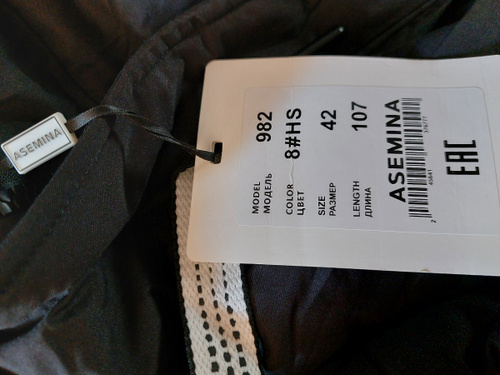 ASEMINA
MODEL 982
МОДЕЛЬ
COLOR 8#HS
ЦВЕТ
SIZE 42
РАЗМЕР
LENGTH 107
ДЛИНА
ASEMINA
EAC